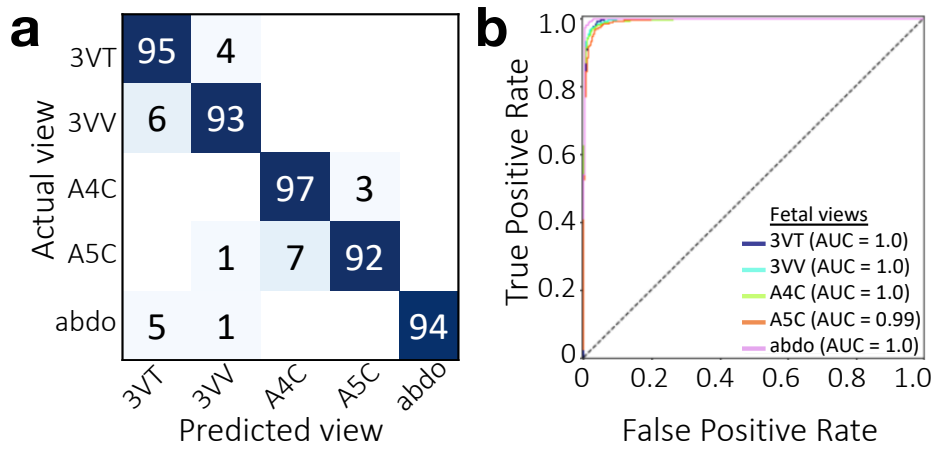 a
Actual view
3VT 95 4
3VV 6 93
A4C 97 3
A5C 1 7 92
abdo 5 1 94
3VT 3VV A4C A5C abdo
Predicted view
b
True Positive Rate
1.0
0.8
0.6
0.4
0.2
0
Fetal views
3VT (AUC = 1.0)
3VV (AUC = 1.0)
A4C (AUC = 1.0)
A5C (AUC = 0.99)
abdo (AUC = 1.0)
0 0.2 0.4 0.6 0.8 1.0
False Positive Rate